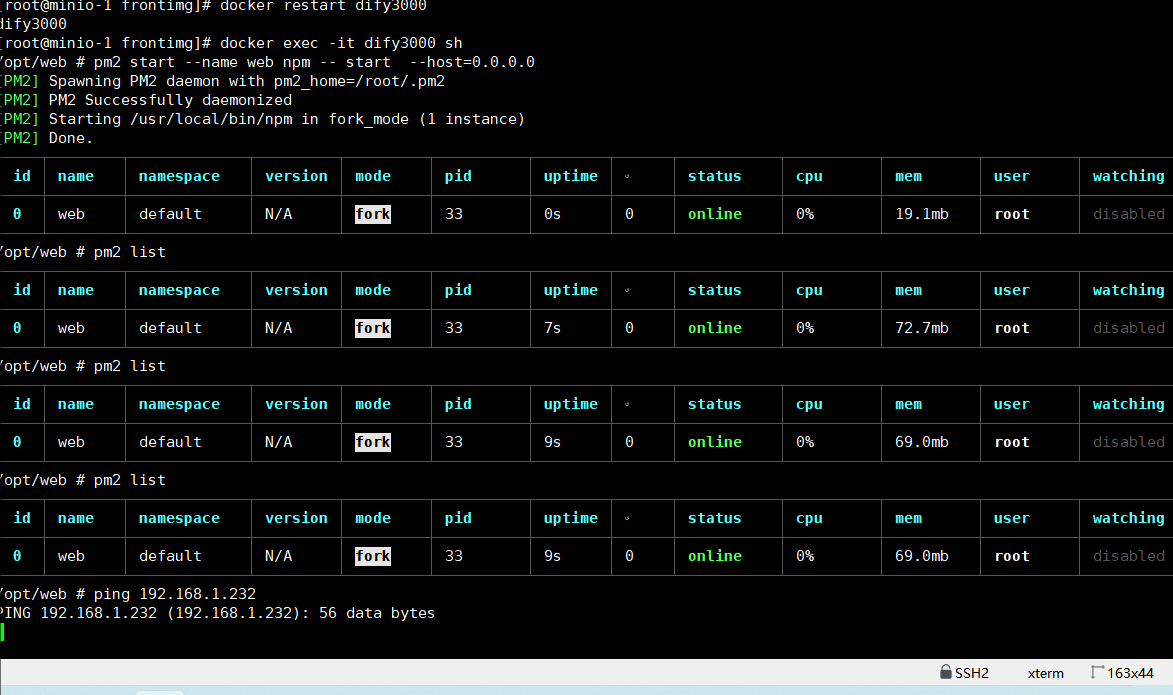 [root@minio-1 frontimg]# docker restart dify3000
dify3000
[root@minio-1 frontimg]# docker exec -it dify3000 sh
/opt/web # pm2 start --name web npm -- start  --host=0.0.0.0
[PM2] Spawning PM2 daemon with pm2_home=/root/.pm2
[PM2] PM2 Successfully daemonized
[PM2] Starting /usr/local/bin/npm in fork_mode (1 instance)
[PM2] Done.
id name namespace version mode pid uptime status cpu mem user watching
0 web default N/A fork 33 0s 0 online 0% 19.1mb root disabled
/opt/web # pm2 list
id name namespace version mode pid uptime status cpu mem user watching
0 web default N/A fork 33 7s 0 online 0% 72.7mb root disabled
/opt/web # pm2 list
id name namespace version mode pid uptime status cpu mem user watching
0 web default N/A fork 33 9s 0 online 0% 69.0mb root disabled
/opt/web # pm2 list
id name namespace version mode pid uptime status cpu mem user watching
0 web default N/A fork 33 9s 0 online 0% 69.0mb root disabled
/opt/web # ping 192.168.1.232
PING 192.168.1.232 (192.168.1.232): 56 data bytes
SSH2 xterm 163x44